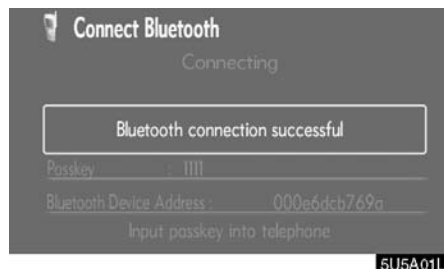 Connect Bluetooth
Connecting
Bluetooth connection successful
Passkey : 1111
Bluetooth Device Address : 000e6dcb769a
Input passkey into telephone
5U5A01I